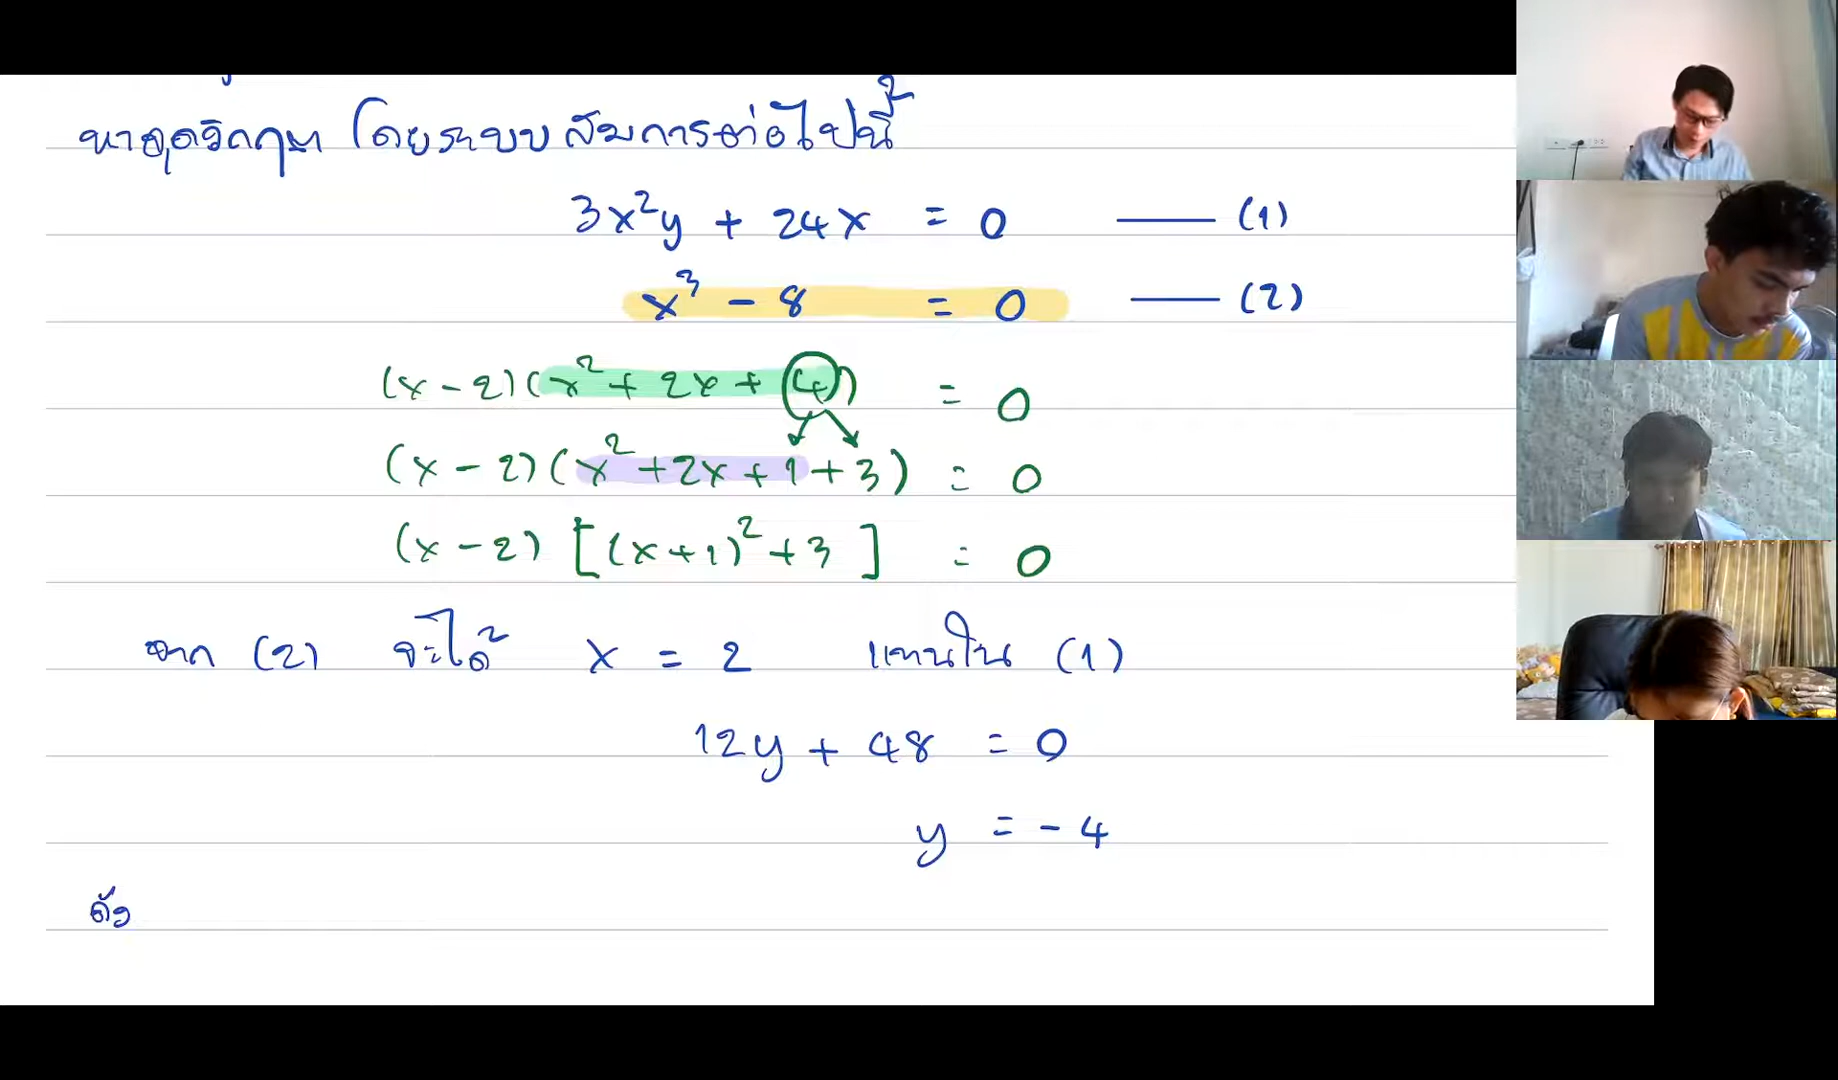 หาจุดวิกฤษ โดยระบบสมการต่อไปนี้
3x²y + 24x = 0 —— (1)
x³ - 8 = 0 —— (2)
(x - 2)(x² + 2x + 4) = 0
(x - 2)(x² + 2x + 1 + 3) = 0
(x - 2) [(x+1)² + 3] = 0
จาก (2) จะได้ x = 2 แทนใน (1)
12y + 48 = 0
y = -4
ดัง